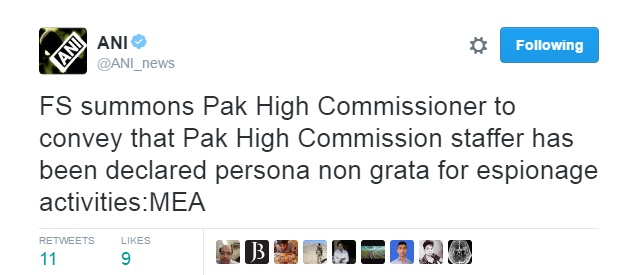 ANI
ANI
@ANI_news
Following
FS summons Pak High Commissioner to
convey that Pak High Commission staffer has
been declared persona non grata for espionage
activities:MEA
RETWEETS
LIKES
11
9
B